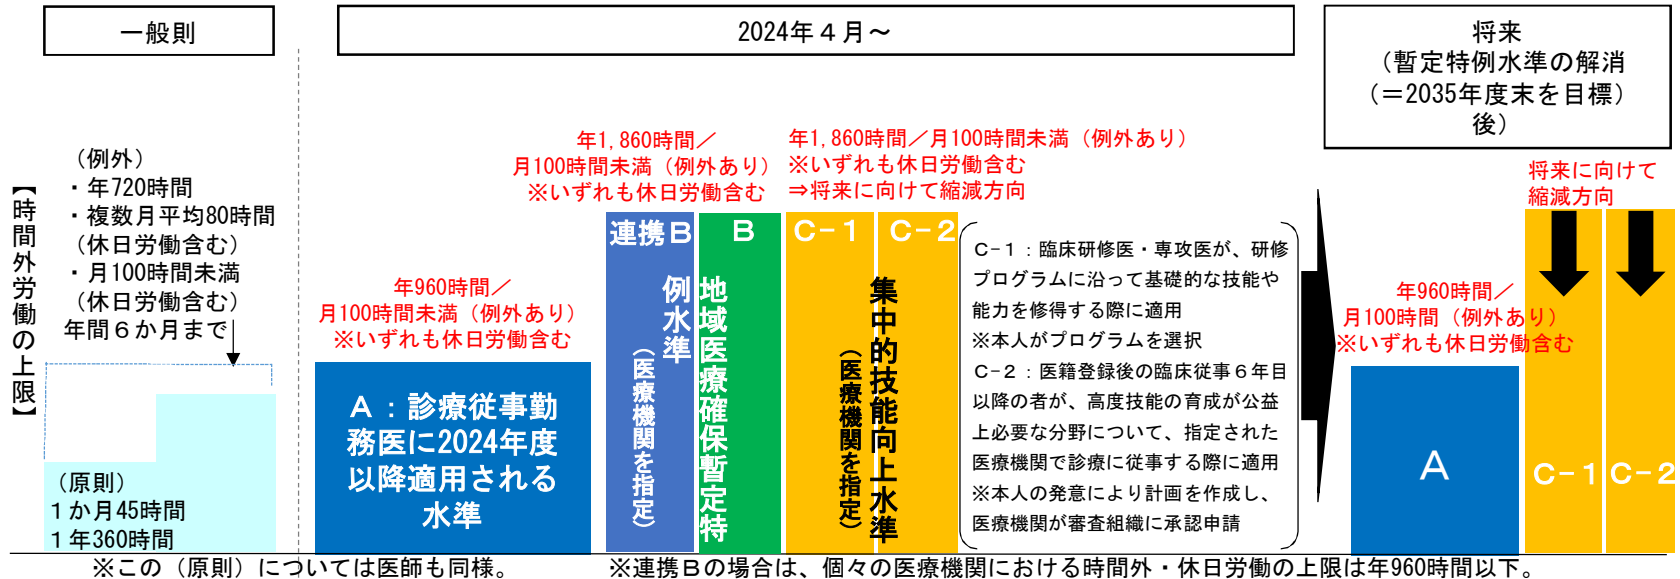 一般則
2024年４月～
将来
（暫定特例水準の解消
（＝2035年度末を目標）
後）
【時間外労働の上限】
（例外）
・年720時間
・複数月平均80時間
（休日労働含む）
・月100時間未満
（休日労働含む）
年間６か月まで
（原則）
１か月45時間
１年360時間
年960時間／
月100時間未満（例外あり）
※いずれも休日労働含む
Ａ：診療従事勤
務医に2024年度
以降適用される
水準
年1,860時間／
月100時間未満（例外あり）
※いずれも休日労働含む
連携Ｂ
Ｂ
地域医療確保暫定特
例水準
（医療機関を指定）
年1,860時間／月100時間未満（例外あり）
※いずれも休日労働含む
⇒将来に向けて縮減方向
Ｃ-１
Ｃ-２
集中的技能向上水準
（医療機関を指定）
Ｃ-１：臨床研修医・専攻医が、研修
プログラムに沿って基礎的な技能や
能力を修得する際に適用
※本人がプログラムを選択
Ｃ-２：医籍登録後の臨床従事６年目
以降の者が、高度技能の育成が公益
上必要な分野について、指定された
医療機関で診療に従事する際に適用
※本人の発意により計画を作成し、
医療機関が審査組織に承認申請
年960時間／
月100時間（例外あり）
※いずれも休日労働含む
Ａ
将来に向けて
縮減方向
Ｃ-１
Ｃ-２
※この（原則）については医師も同様。
※連携Ｂの場合は、個々の医療機関における時間外・休日労働の上限は年960時間以下。